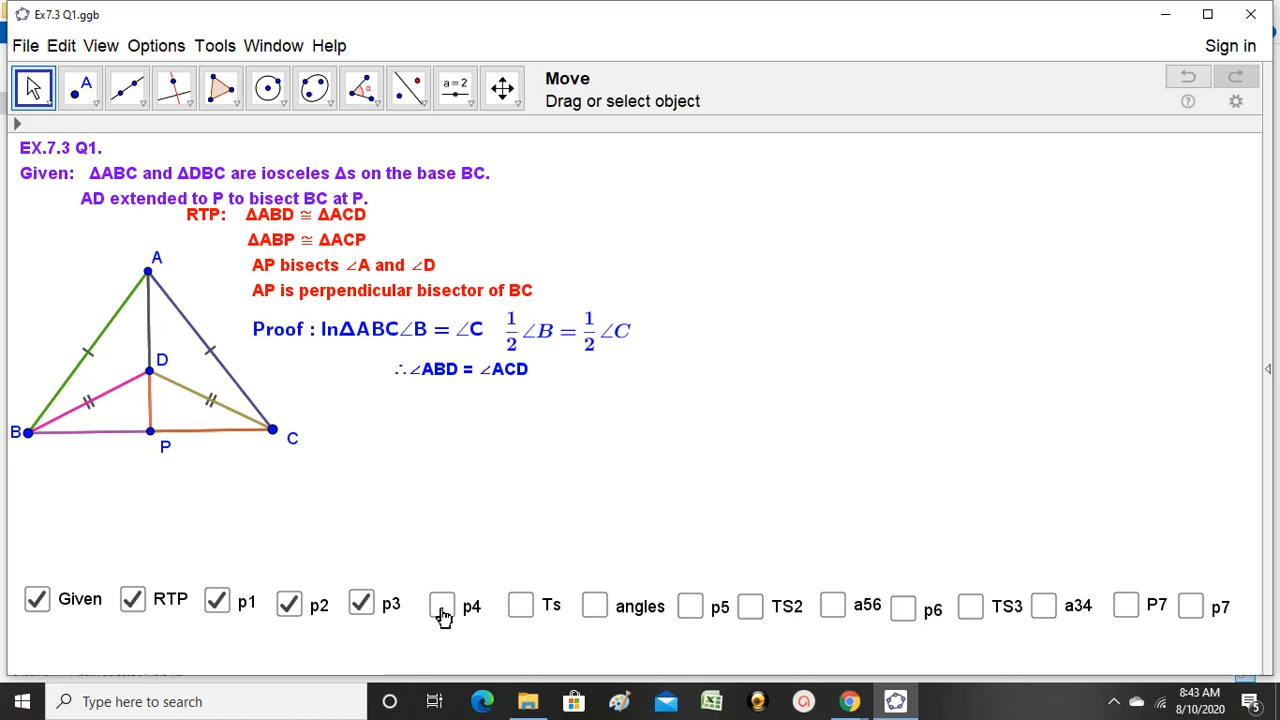 Ex7.3 Q1.ggb
File Edit View Options Tools Window Help
Sign in
A
α
a=2
Move
Drag or select object
EX.7.3 Q1.
Given: ΔABC and ΔDBC are iosceles Δs on the base BC.
AD extended to P to bisect BC at P.
RTP: ΔABD ≅ ΔACD
ΔABP ≅ ΔACP
AP bisects ∠A and ∠D
AP is perpendicular bisector of BC
Proof : InΔABC∠B = ∠C 1/2 ∠B = 1/2 ∠C
∴∠ABD = ∠ACD
A
D
B
P
C
Given RTP p1 p2 p3 p4 Ts angles p5 TS2 a56 p6 TS3 a34 P7 p7
Type here to search
8:43 AM
8/10/2020
5